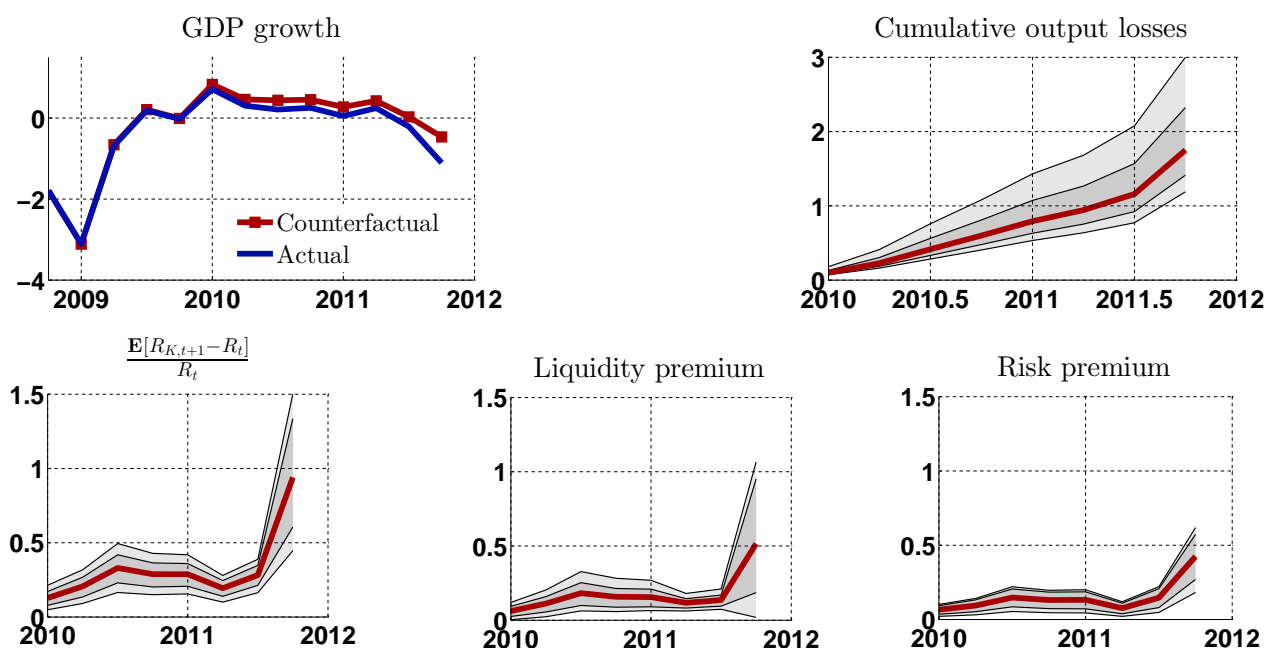 GDP growth
0
−2
−4
2009 2010 2011 2012
Counterfactual
Actual
Cumulative output losses
3
2
1
0
2010 2010.5 2011 2011.5 2012
E[R_{K,t+1}−R_t]
R_t
1.5
1
0.5
0
2010 2011 2012
Liquidity premium
1.5
1
0.5
0
2010 2011 2012
Risk premium
1.5
1
0.5
0
2010 2011 2012